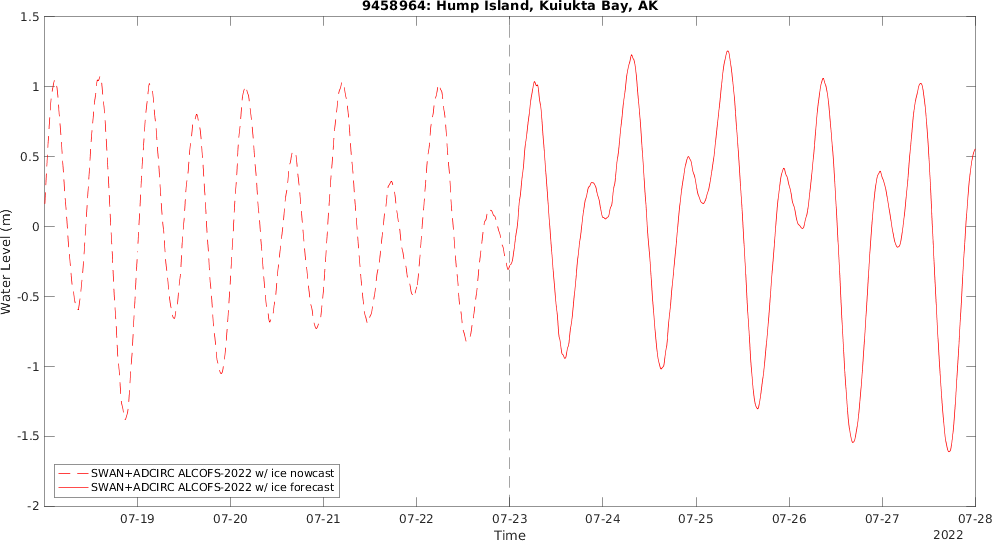 9458964: Hump Island, Kuiukta Bay, AK
1.5
1
0.5
0
-0.5
-1
-1.5
-2
Water Level (m)
SWAN+ADCIRC ALCOFS-2022 w/ ice nowcast
SWAN+ADCIRC ALCOFS-2022 w/ ice forecast
07-19 07-20 07-21 07-22 07-23 07-24 07-25 07-26 07-27 07-28
Time
2022